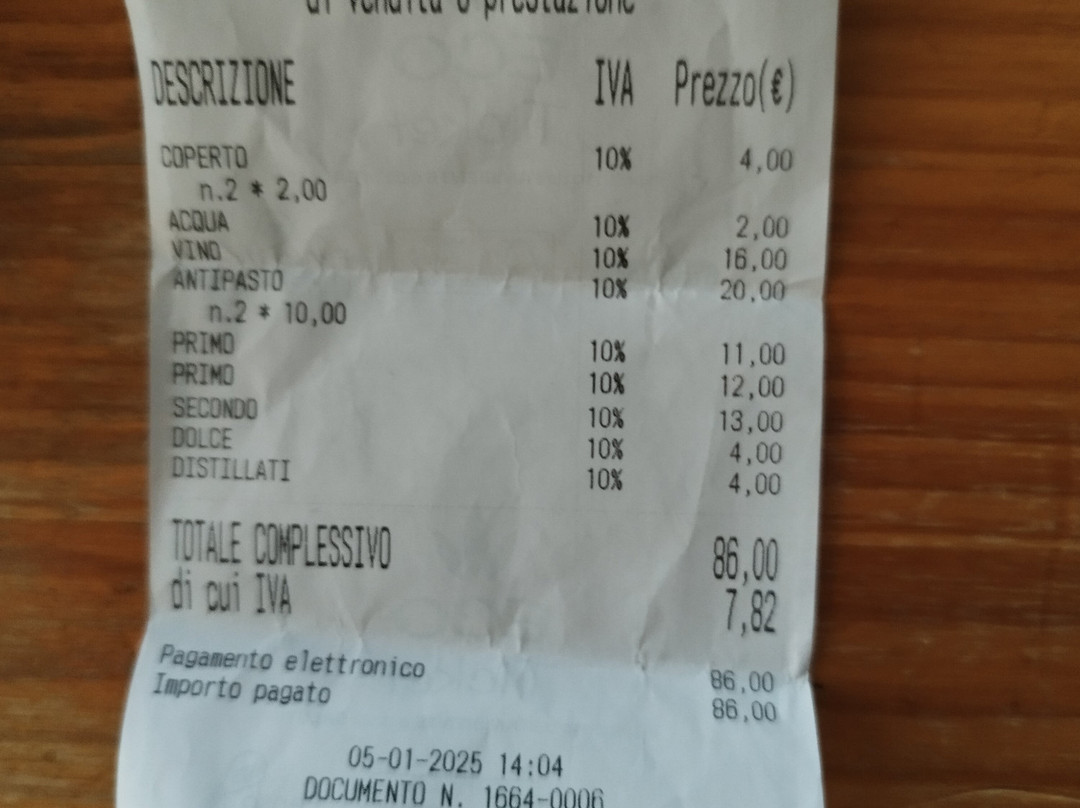 di vendita o prestazione
DESCRIZIONE IVA Prezzo(€)
COPERTO 10% 4,00
n.2 * 2,00
ACQUA 10% 2,00
VINO 10% 16,00
ANTIPASTO 10% 20,00
n.2 * 10,00
PRIMO 10% 11,00
PRIMO 10% 12,00
SECONDO 10% 13,00
DOLCE 10% 4,00
DISTILLATI 10% 4,00
TOTALE COMPLESSIVO 86,00
di cui IVA 7,82
Pagamento elettronico 86,00
Importo pagato 86,00
05-01-2025 14:04
DOCUMENTO N. 1664-0006